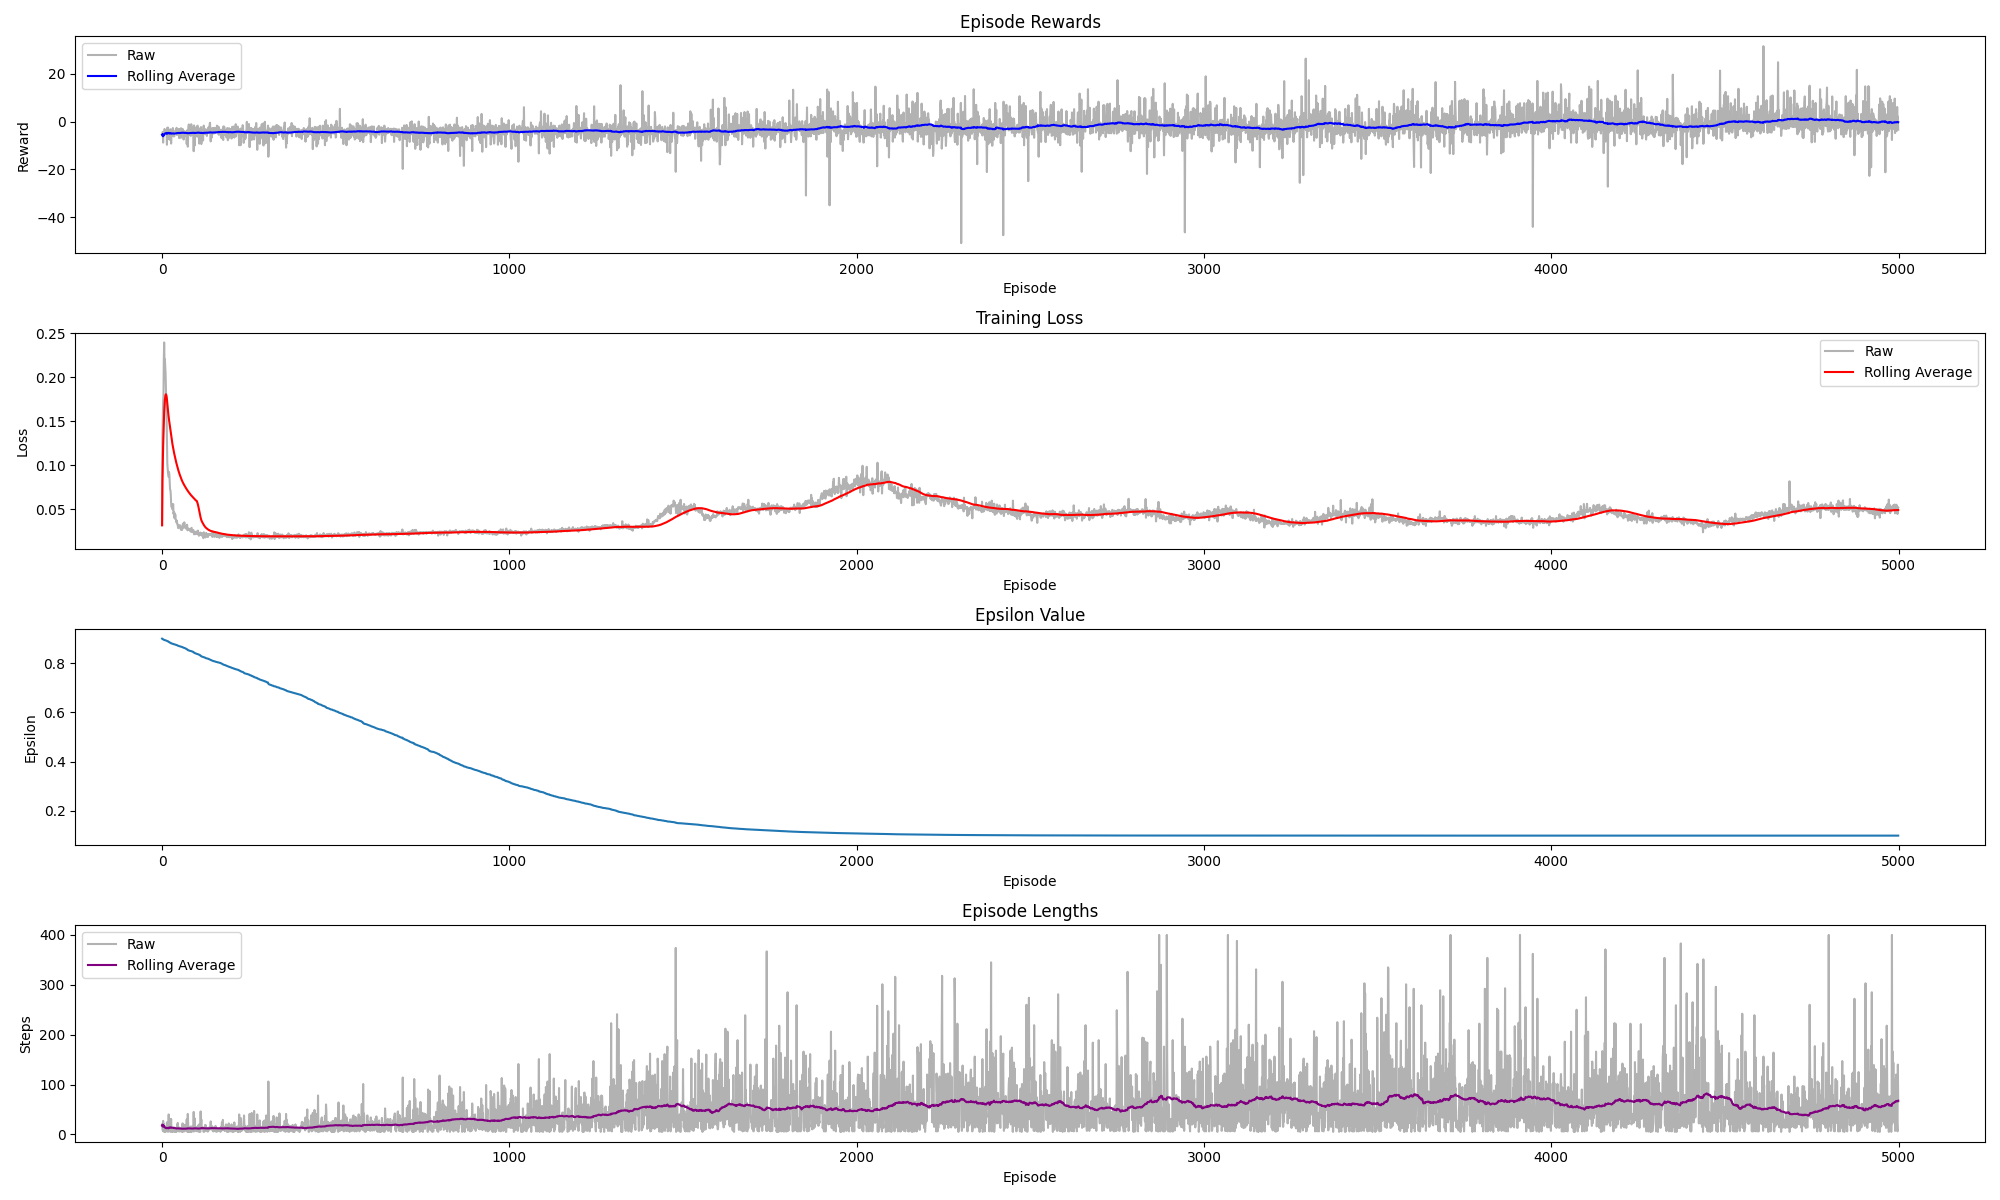 Episode Rewards
Raw
Rolling Average
Reward
20
0
−20
−40
0 1000 2000 3000 4000 5000
Episode
Training Loss
Raw
Rolling Average
Loss
0.25
0.20
0.15
0.10
0.05
0 1000 2000 3000 4000 5000
Episode
Epsilon Value
Epsilon
0.8
0.6
0.4
0.2
0 1000 2000 3000 4000 5000
Episode
Episode Lengths
Raw
Rolling Average
Steps
400
300
200
100
0
0 1000 2000 3000 4000 5000
Episode